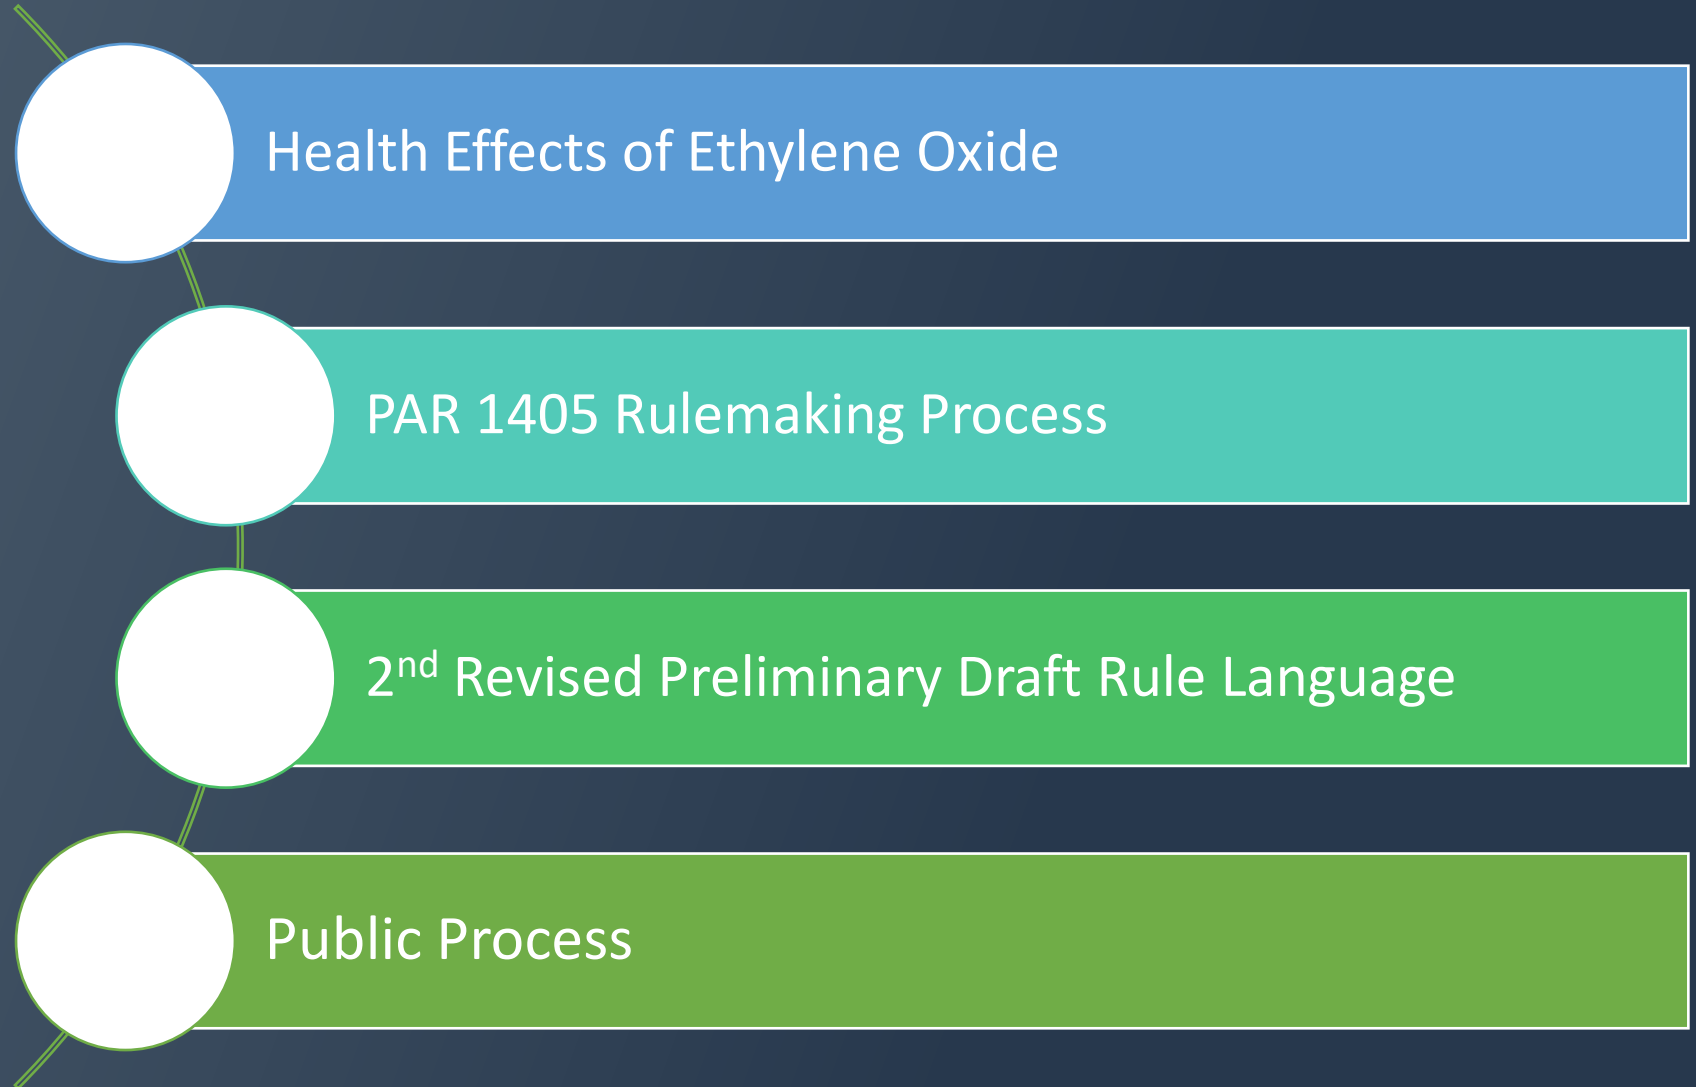 Health Effects of Ethylene Oxide
PAR 1405 Rulemaking Process
2nd Revised Preliminary Draft Rule Language
Public Process